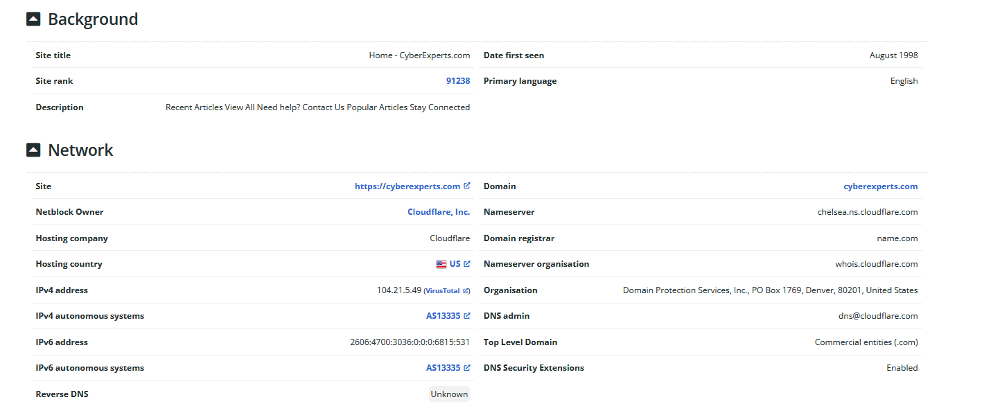 Background
Site title Home - CyberExperts.com Date first seen August 1998
Site rank 91238 Primary language English
Description Recent Articles View All Need help? Contact Us Popular Articles Stay Connected
Network
Site https://cyberexperts.com Domain cyberexperts.com
Netblock Owner Cloudflare, Inc. Nameserver chelsea.ns.cloudflare.com
Hosting company Cloudflare Domain registrar name.com
Hosting country US Nameserver organisation whois.cloudflare.com
IPv4 address 104.21.5.49 (VirusTotal) Organisation Domain Protection Services, Inc., PO Box 1769, Denver, 80201, United States
IPv4 autonomous systems AS13335 DNS admin dns@cloudflare.com
IPv6 address 2606:4700:3036:0:0:0:6815:531 Top Level Domain Commercial entities (.com)
IPv6 autonomous systems AS13335 DNS Security Extensions Enabled
Reverse DNS Unknown